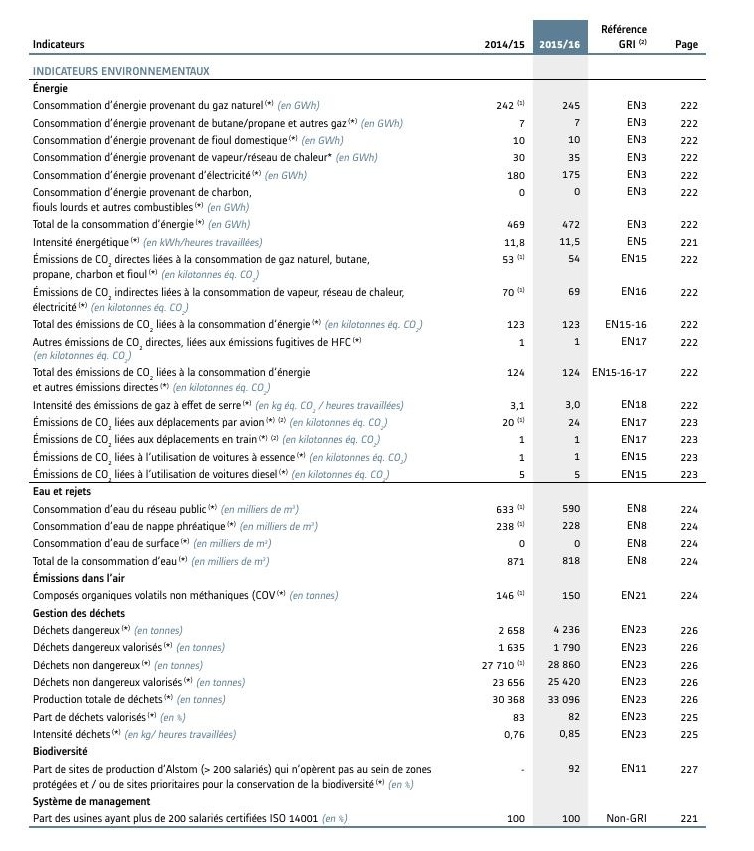 Référence
Indicateurs 2014/15 2015/16 GRI (2) Page
INDICATEURS ENVIRONNEMENTAUX
Énergie
Consommation d'énergie provenant du gaz naturel (*) (en GWh) 242 (1) 245 EN3 222
Consommation d'énergie provenant de butane/propane et autres gaz (*) (en GWh) 7 7 EN3 222
Consommation d'énergie provenant de fioul domestique (*) (en GWh) 10 10 EN3 222
Consommation d'énergie provenant de vapeur/réseau de chaleur* (en GWh) 30 35 EN3 222
Consommation d'énergie provenant d'électricité (*) (en GWh) 180 175 EN3 222
Consommation d'énergie provenant de charbon, 0 0 EN3 222
fiouls lourds et autres combustibles (*) (en GWh)
Total de la consommation d'énergie (*) (en GWh) 469 472 EN3 222
Intensité énergétique (*) (en kWh/heures travaillées) 11,8 11,5 EN5 221
Émissions de CO2 directes liées à la consommation de gaz naturel, butane, 53 (1) 54 EN15 222
propane, charbon et fioul (*) (en kilotonnes éq. CO2)
Émissions de CO2 indirectes liées à la consommation de vapeur, réseau de chaleur, 70 (1) 69 EN16 222
électricité (*) (en kilotonnes éq. CO2)
Total des émissions de CO2 liées à la consommation d'énergie (*) (en kilotonnes éq. CO2) 123 123 EN15-16 222
Autres émissions de CO2 directes, liées aux émissions fugitives de HFC (*) 1 1 EN17 222
(en kilotonnes éq. CO2)
Total des émissions de CO2 liées à la consommation d'énergie 124 124 EN15-16-17 222
et autres émissions directes (*) (en kilotonnes éq. CO2)
Intensité des émissions de gaz à effet de serre (*) (en kg éq. CO2 / heures travaillées) 3,1 3,0 EN18 222
Émissions de CO2 liées aux déplacements par avion (*) (2) (en kilotonnes éq. CO2) 20 (1) 24 EN17 223
Émissions de CO2 liées aux déplacements en train (*) (2) (en kilotonnes éq. CO2) 1 1 EN17 223
Émissions de CO2 liées à l'utilisation de voitures à essence (*) (en kilotonnes éq. CO2) 1 1 EN15 223
Émissions de CO2 liées à l'utilisation de voitures diesel (*) (en kilotonnes éq. CO2) 5 5 EN15 223
Eau et rejets
Consommation d'eau du réseau public (*) (en milliers de m³) 633 (1) 590 EN8 224
Consommation d'eau de nappe phréatique (*) (en milliers de m³) 238 (1) 228 EN8 224
Consommation d'eau de surface (*) (en milliers de m³) 0 0 EN8 224
Total de la consommation d'eau (*) (en milliers de m³) 871 818 EN8 224
Émissions dans l'air
Composés organiques volatils non méthaniques (COV (*) (en tonnes) 146 (1) 150 EN21 224
Gestion des déchets
Déchets dangereux (*) (en tonnes) 2 658 4 236 EN23 226
Déchets dangereux valorisés (*) (en tonnes) 1 635 1 790 EN23 226
Déchets non dangereux (*) (en tonnes) 27 710 (1) 28 860 EN23 226
Déchets non dangereux valorisés (*) (en tonnes) 23 656 25 420 EN23 226
Production totale de déchets (*) (en tonnes) 30 368 33 096 EN23 226
Part de déchets valorisés (*) (en %) 83 82 EN23 225
Intensité déchets (*) (en kg/ heures travaillées) 0,76 0,85 EN23 225
Biodiversité
Part de sites de production d'Alstom (> 200 salariés) qui n'opèrent pas au sein de zones - 92 EN11 227
protégées et / ou de sites prioritaires pour la conservation de la biodiversité (*) (en %)
Système de management
Part des usines ayant plus de 200 salariés certifiées ISO 14001 (en %) 100 100 Non-GRI 221